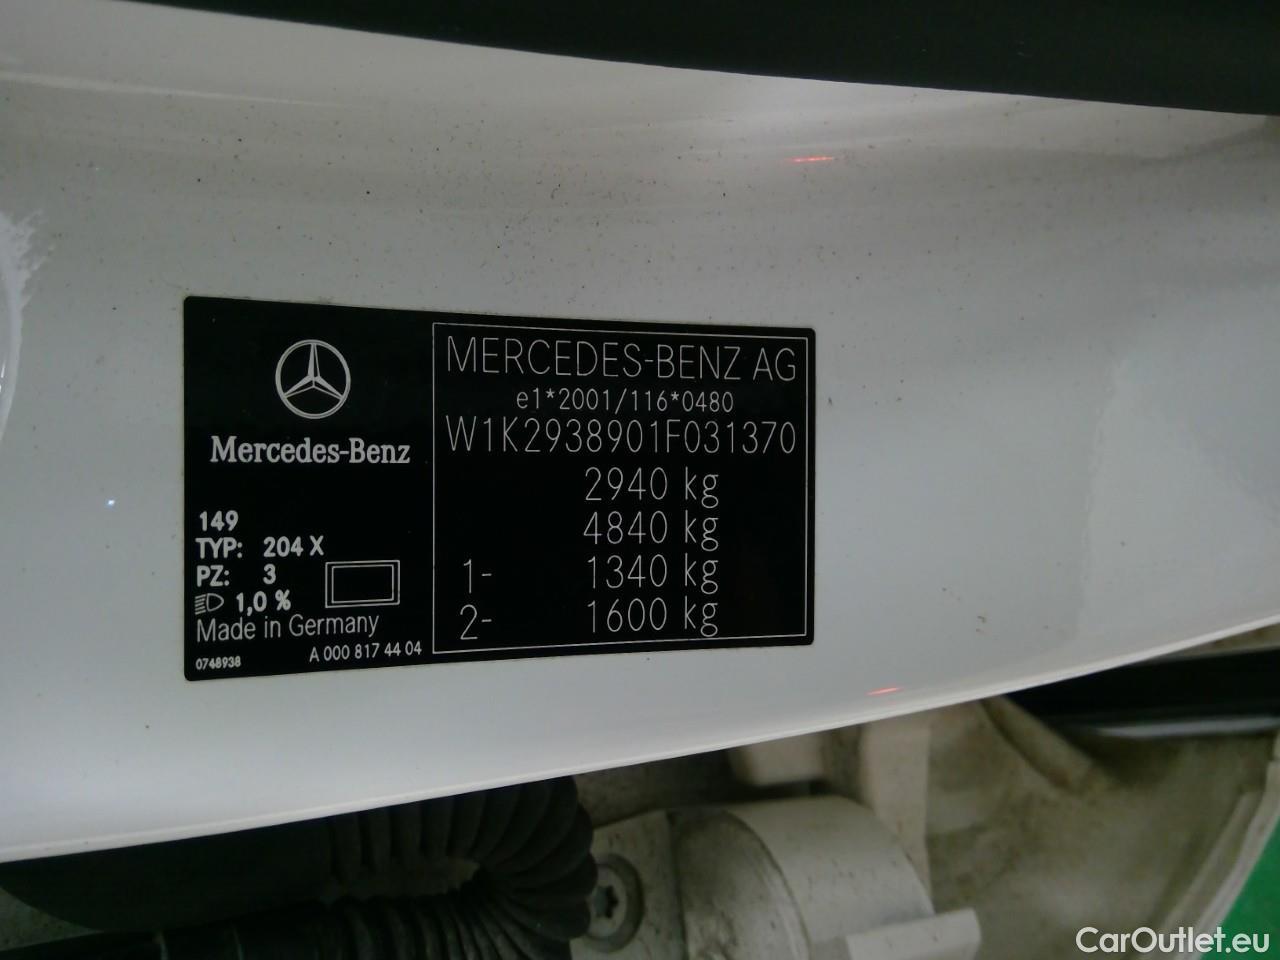 Mercedes-Benz
149
TYP: 204 X
PZ: 3
1,0 %
Made in Germany
0748938 A 000 817 44 04
MERCEDES-BENZ AG
e1*2001/116*0480
W1K2938901F031370
2940 kg
4840 kg
1- 1340 kg
2- 1600 kg
CarOutlet.eu